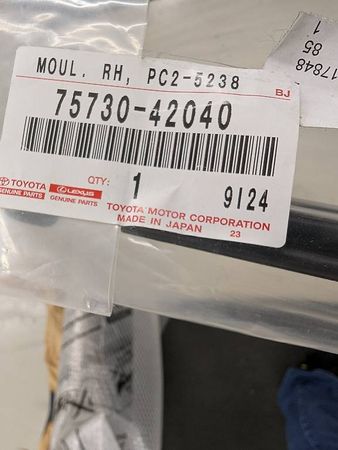 17848
85
1
MOUL. RH, PC2-5238
BJ
75730-42040
TOYOTA
GENUINE PARTS
LEXUS
GENUINE PARTS
QTY:
1
9124
TOYOTA MOTOR CORPORATION
MADE IN JAPAN
23